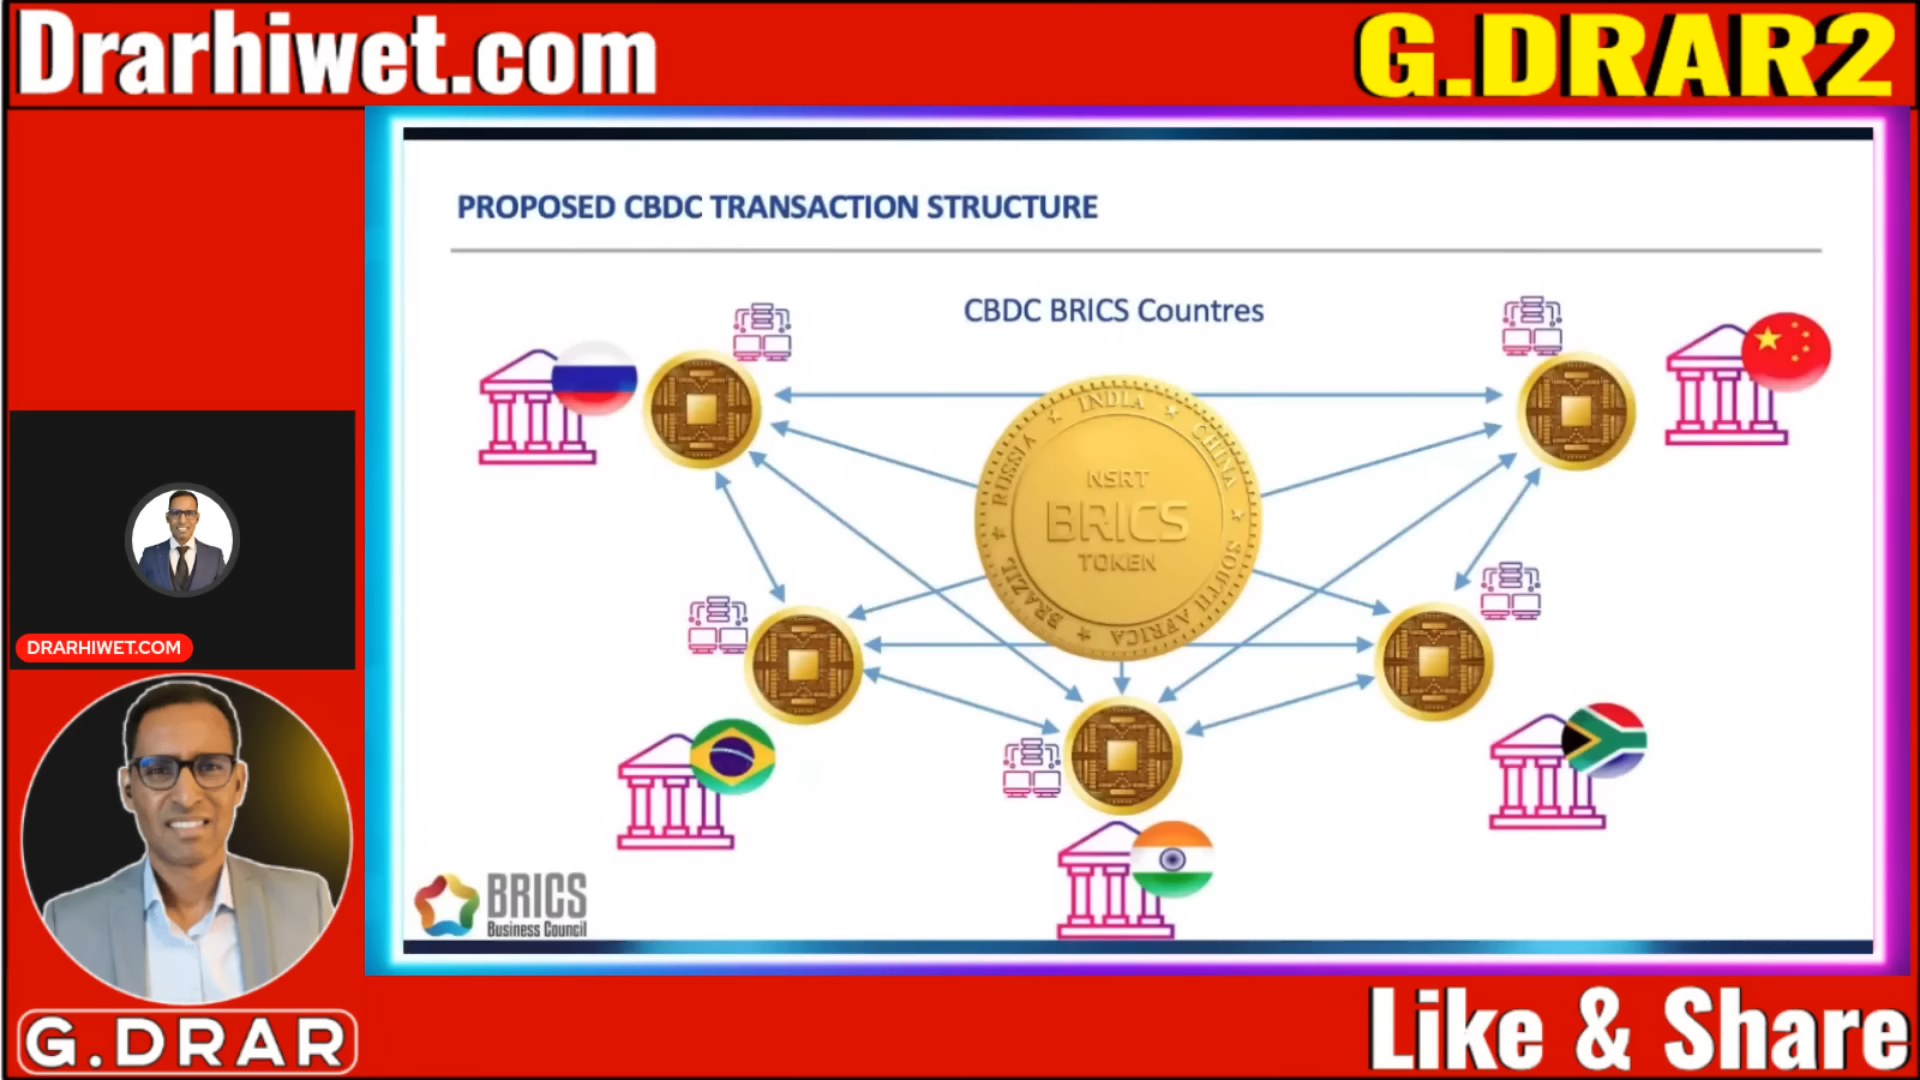 Drarhiwet.com
G.DRAR2
PROPOSED CBDC TRANSACTION STRUCTURE
CBDC BRICS Countres
RUSSIA ★ INDIA ★ CHINA ★ SOUTH AFRICA ★ BRAZIL ★
NSRT
BRICS
TOKEN
DRARHIWET.COM
BRICS
Business Council
G.DRAR
Like & Share